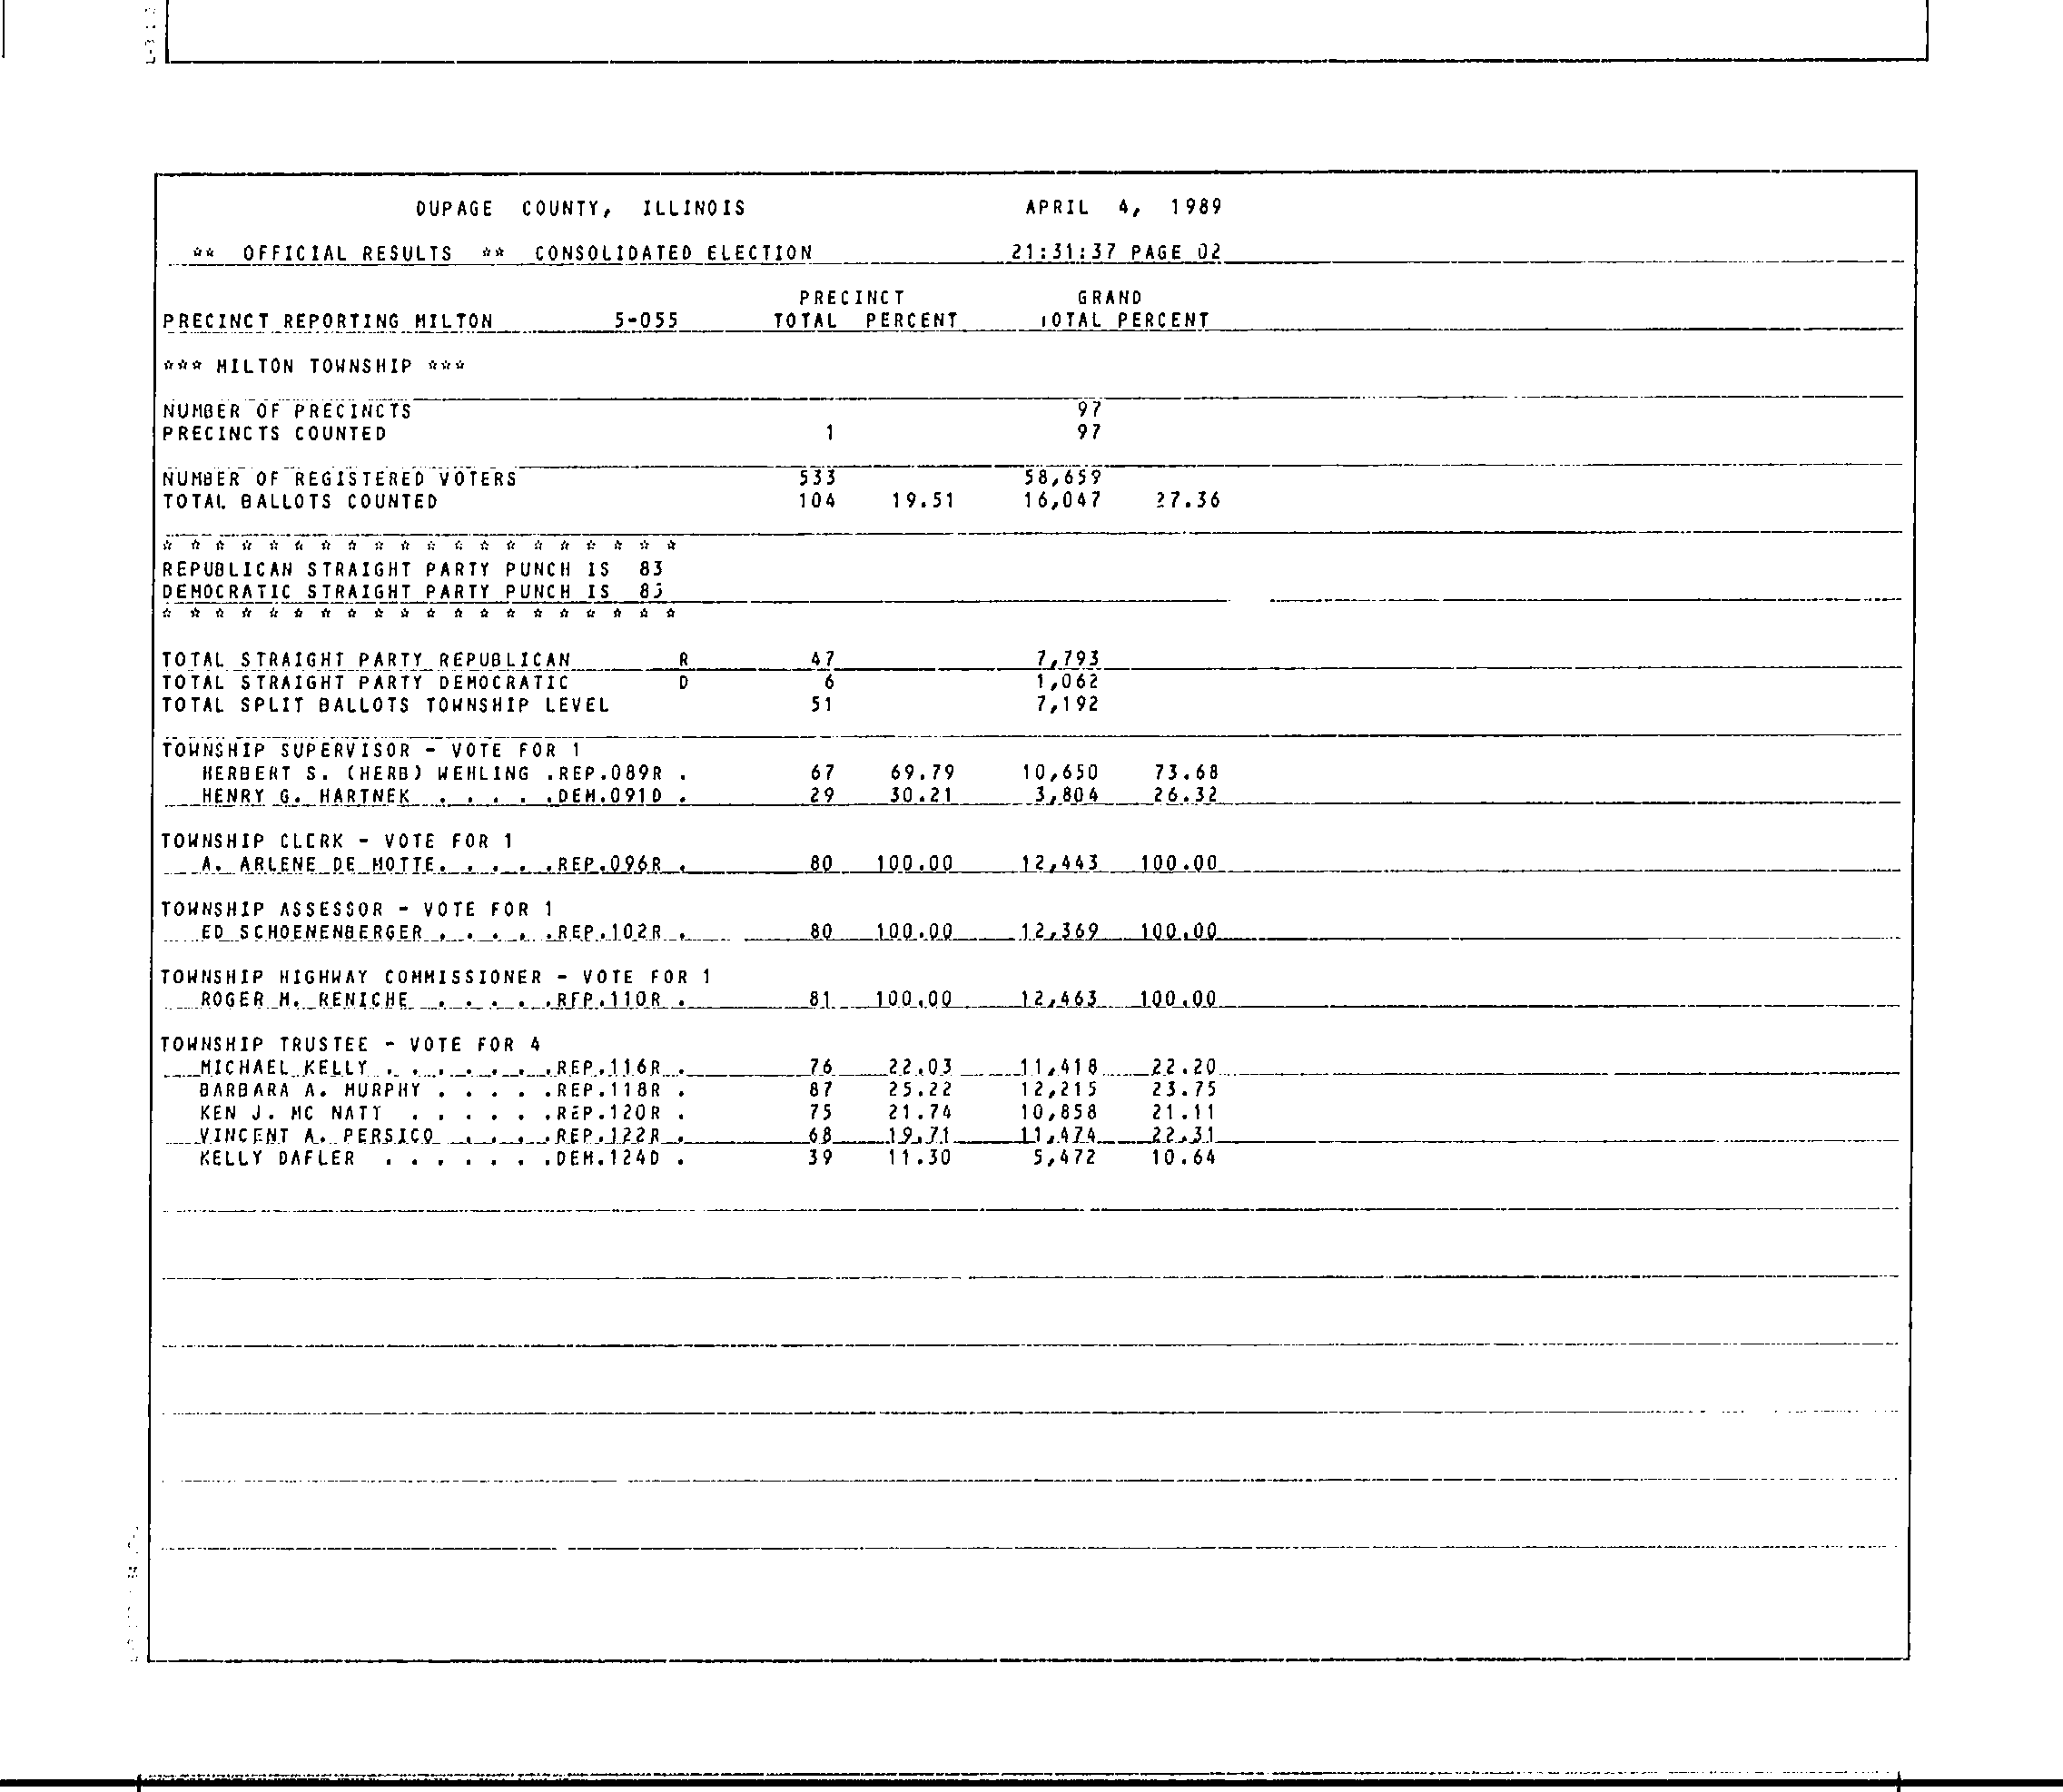 DUPAGE COUNTY, ILLINOIS APRIL 4, 1989
** OFFICIAL RESULTS ** CONSOLIDATED ELECTION 21:31:37 PAGE 02
PRECINCT GRAND
PRECINCT REPORTING MILTON 5-055 TOTAL PERCENT TOTAL PERCENT
*** MILTON TOWNSHIP ***
NUMBER OF PRECINCTS 97
PRECINCTS COUNTED 1 97
NUMBER OF REGISTERED VOTERS 533 58,659
TOTAL BALLOTS COUNTED 104 19.51 16,047 27.36
* * * * * * * * * * * * * * * * * * * *
REPUBLICAN STRAIGHT PARTY PUNCH IS 83
DEMOCRATIC STRAIGHT PARTY PUNCH IS
* * * * * * * * * * * * * * * * * * * *
TOTAL STRAIGHT PARTY REPUBLICAN R 47 7,793
TOTAL STRAIGHT PARTY DEMOCRATIC D 6 1,062
TOTAL SPLIT BALLOTS TOWNSHIP LEVEL 51 7,192
TOWNSHIP SUPERVISOR - VOTE FOR 1
HERBERT S. (HERB) WEHLING .REP.089R . 67 69.79 10,650 73.68
HENRY G. HARTNEK . . . . .DEM.091D . 29 30.21 3,804 26.32
TOWNSHIP CLERK - VOTE FOR 1
A. ARLENE DE MOTTE. . . . .REP.096R . 80 100.00 12,443 100.00
TOWNSHIP ASSESSOR - VOTE FOR 1
ED SCHOENENBERGER . . . . .REP.102R . 80 100.00 12,369 100.00
TOWNSHIP HIGHWAY COMMISSIONER - VOTE FOR 1
ROGER M. RENICHE . . . . .REP.110R . 81 100.00 12,463 100.00
TOWNSHIP TRUSTEE - VOTE FOR 4
MICHAEL KELLY . . . . . . .REP.116R . 76 22.03 11,418 22.20
BARBARA A. MURPHY . . . . .REP.118R . 87 25.22 12,215 23.75
KEN J. MC NATT . . . . . .REP.120R . 75 21.74 10,858 21.11
VINCENT A. PERSICO . . . .REP.122R . 68 19.71 11,474 22.31
KELLY DAFLER . . . . . . .DEM.124D . 39 11.30 5,472 10.64